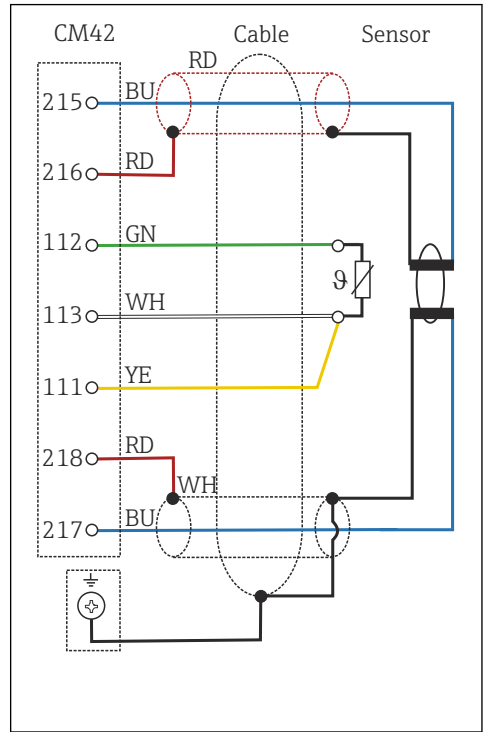 CM42 Cable Sensor
RD
215 BU
216 RD
112 GN
ϑ
113 WH
111 YE
218 RD
WH
217 BU